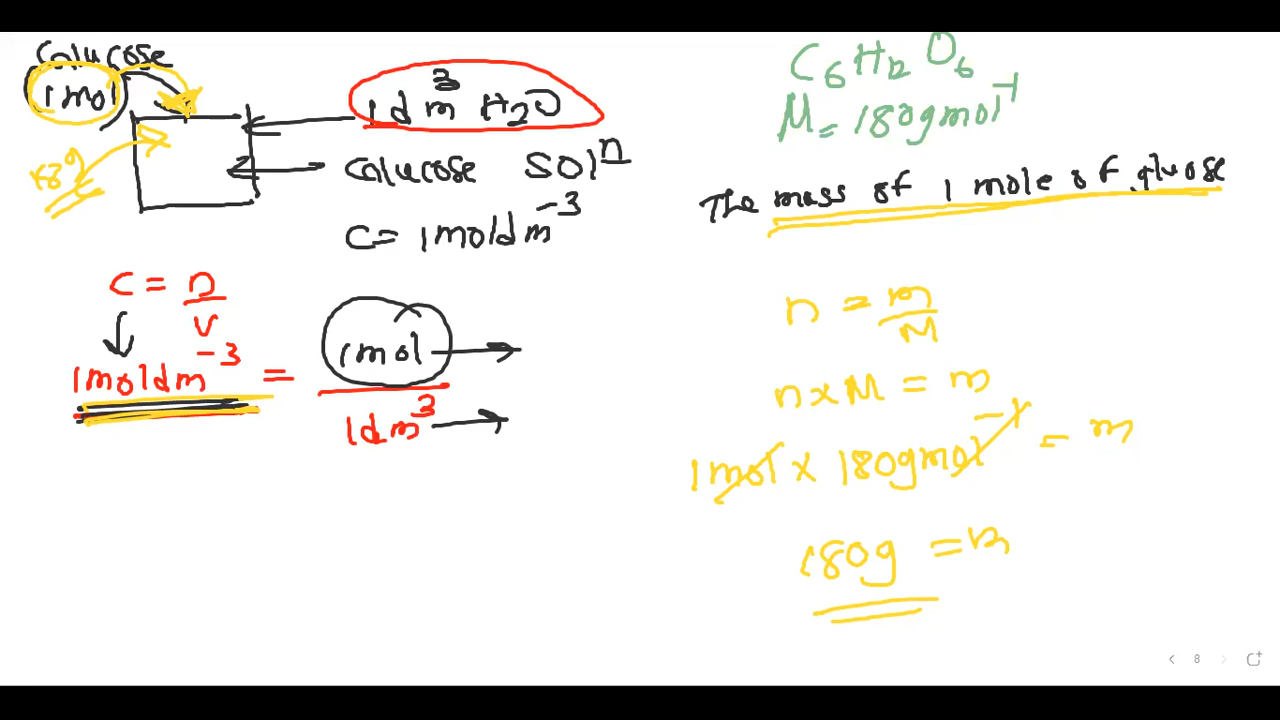 Glucose
1mol
1dm³ H₂O
Glucose SOlⁿ
C= 1moldm⁻³
180g
C = n/v
1moldm⁻³ = 1mol/1dm³
C₆H₁₂O₆
M= 180gmol⁻¹
The mass of 1 mole of gluose
n = m/M
n×M = m
1mol × 180gmol⁻¹ = m
180g = m
8